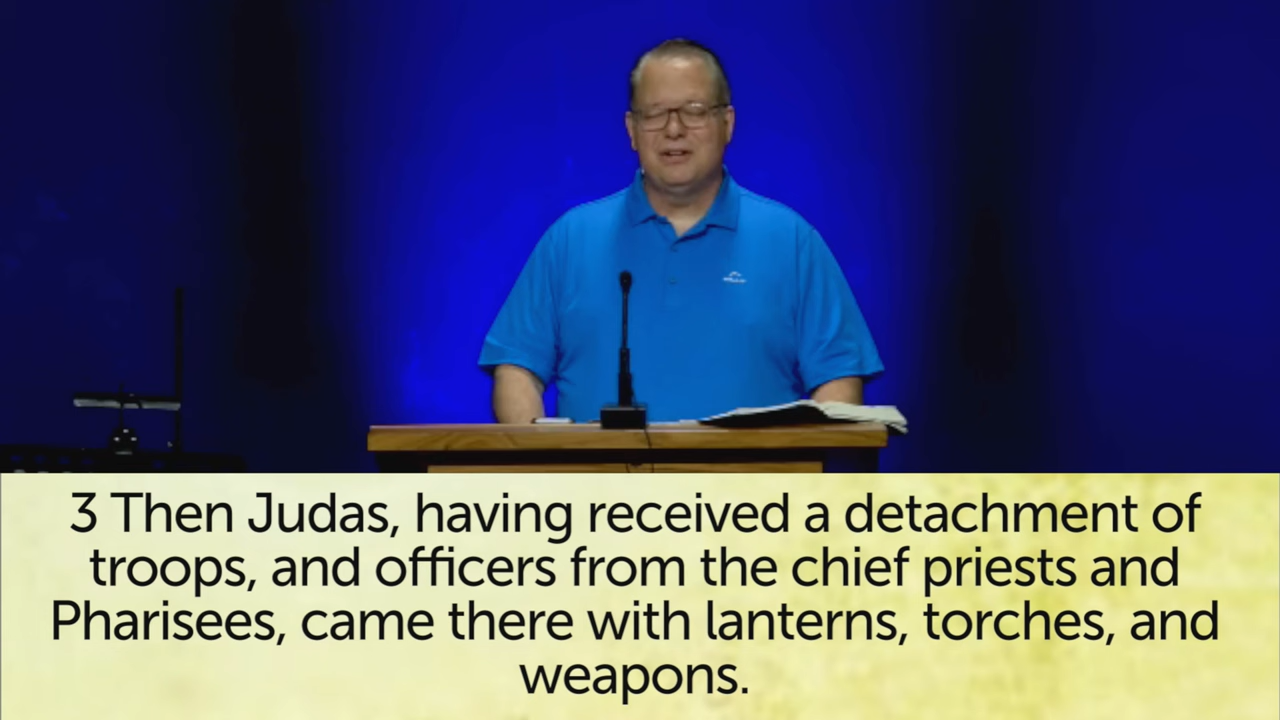 3 Then Judas, having received a detachment of
troops, and officers from the chief priests and
Pharisees, came there with lanterns, torches, and
weapons.